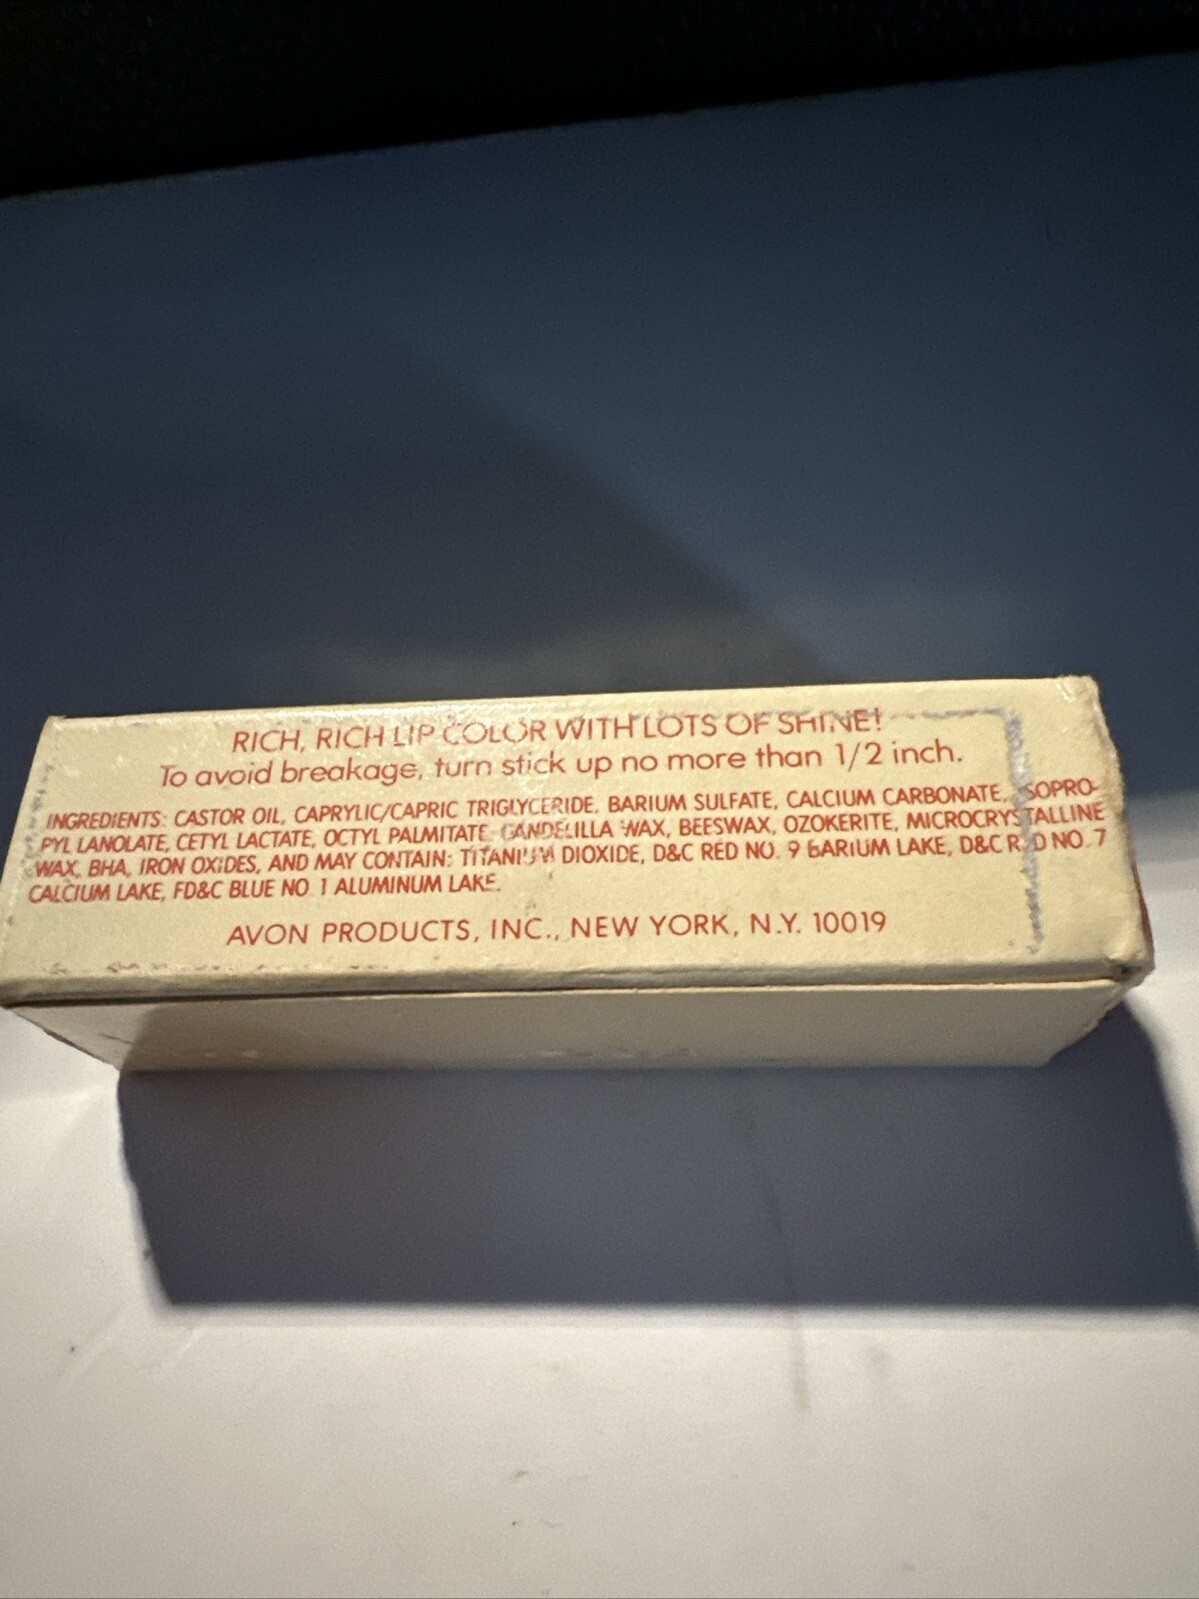 RICH, RICH LIP COLOR WITH LOTS OF SHINE!
To avoid breakage, turn stick up no more than 1/2 inch.
INGREDIENTS: CASTOR OIL, CAPRYLIC/CAPRIC TRIGLYCERIDE, BARIUM SULFATE, CALCIUM CARBONATE, ISOPRO-
PYL LANOLATE, CETYL LACTATE, OCTYL PALMITATE, CANDELILLA WAX, BEESWAX, OZOKERITE, MICROCRYSTALLINE
WAX, BHA, IRON OXIDES, AND MAY CONTAIN: TITANIUM DIOXIDE, D&C RED NO. 9 BARIUM LAKE, D&C RED NO. 7
CALCIUM LAKE, FD&C BLUE NO. 1 ALUMINUM LAKE.
AVON PRODUCTS, INC., NEW YORK, N.Y. 10019